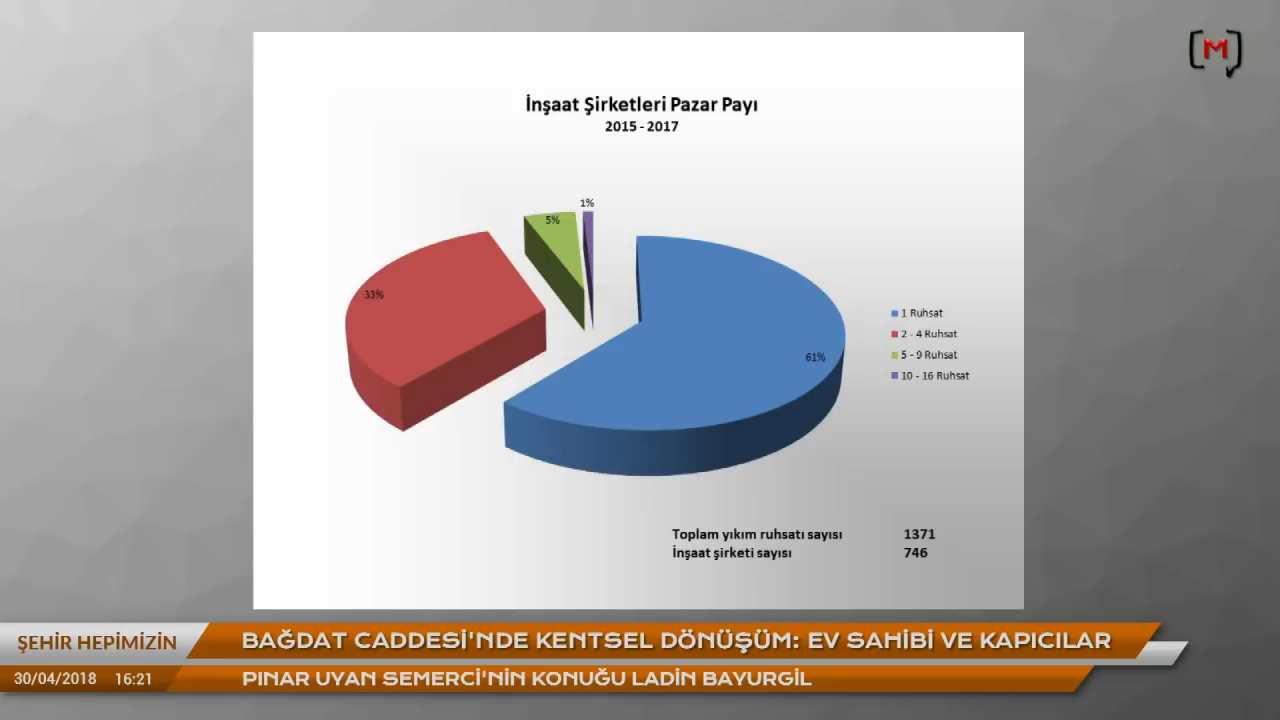 İnşaat Şirketleri Pazar Payı
2015 - 2017
1%
5%
33%
61%
1 Ruhsat
2 - 4 Ruhsat
5 - 9 Ruhsat
10 - 16 Ruhsat
Toplam yıkım ruhsatı sayısı 1371
İnşaat şirketi sayısı 746
ŞEHİR HEPİMİZİN
BAĞDAT CADDESİ'NDE KENTSEL DÖNÜŞÜM: EV SAHİBİ VE KAPICILAR
30/04/2018 16:21
PINAR UYAN SEMERCİ'NİN KONUĞU LADİN BAYURGİL
[M]